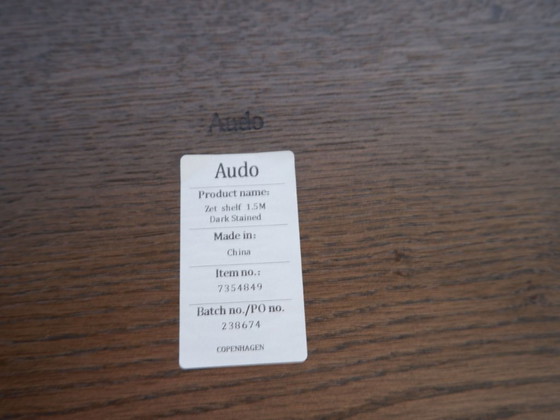 Audo
Audo
Product name:
Zet shelf 1.5M
Dark Stained
Made in:
China
Item no.:
7354849
Batch no./PO no.
238674
COPENHAGEN